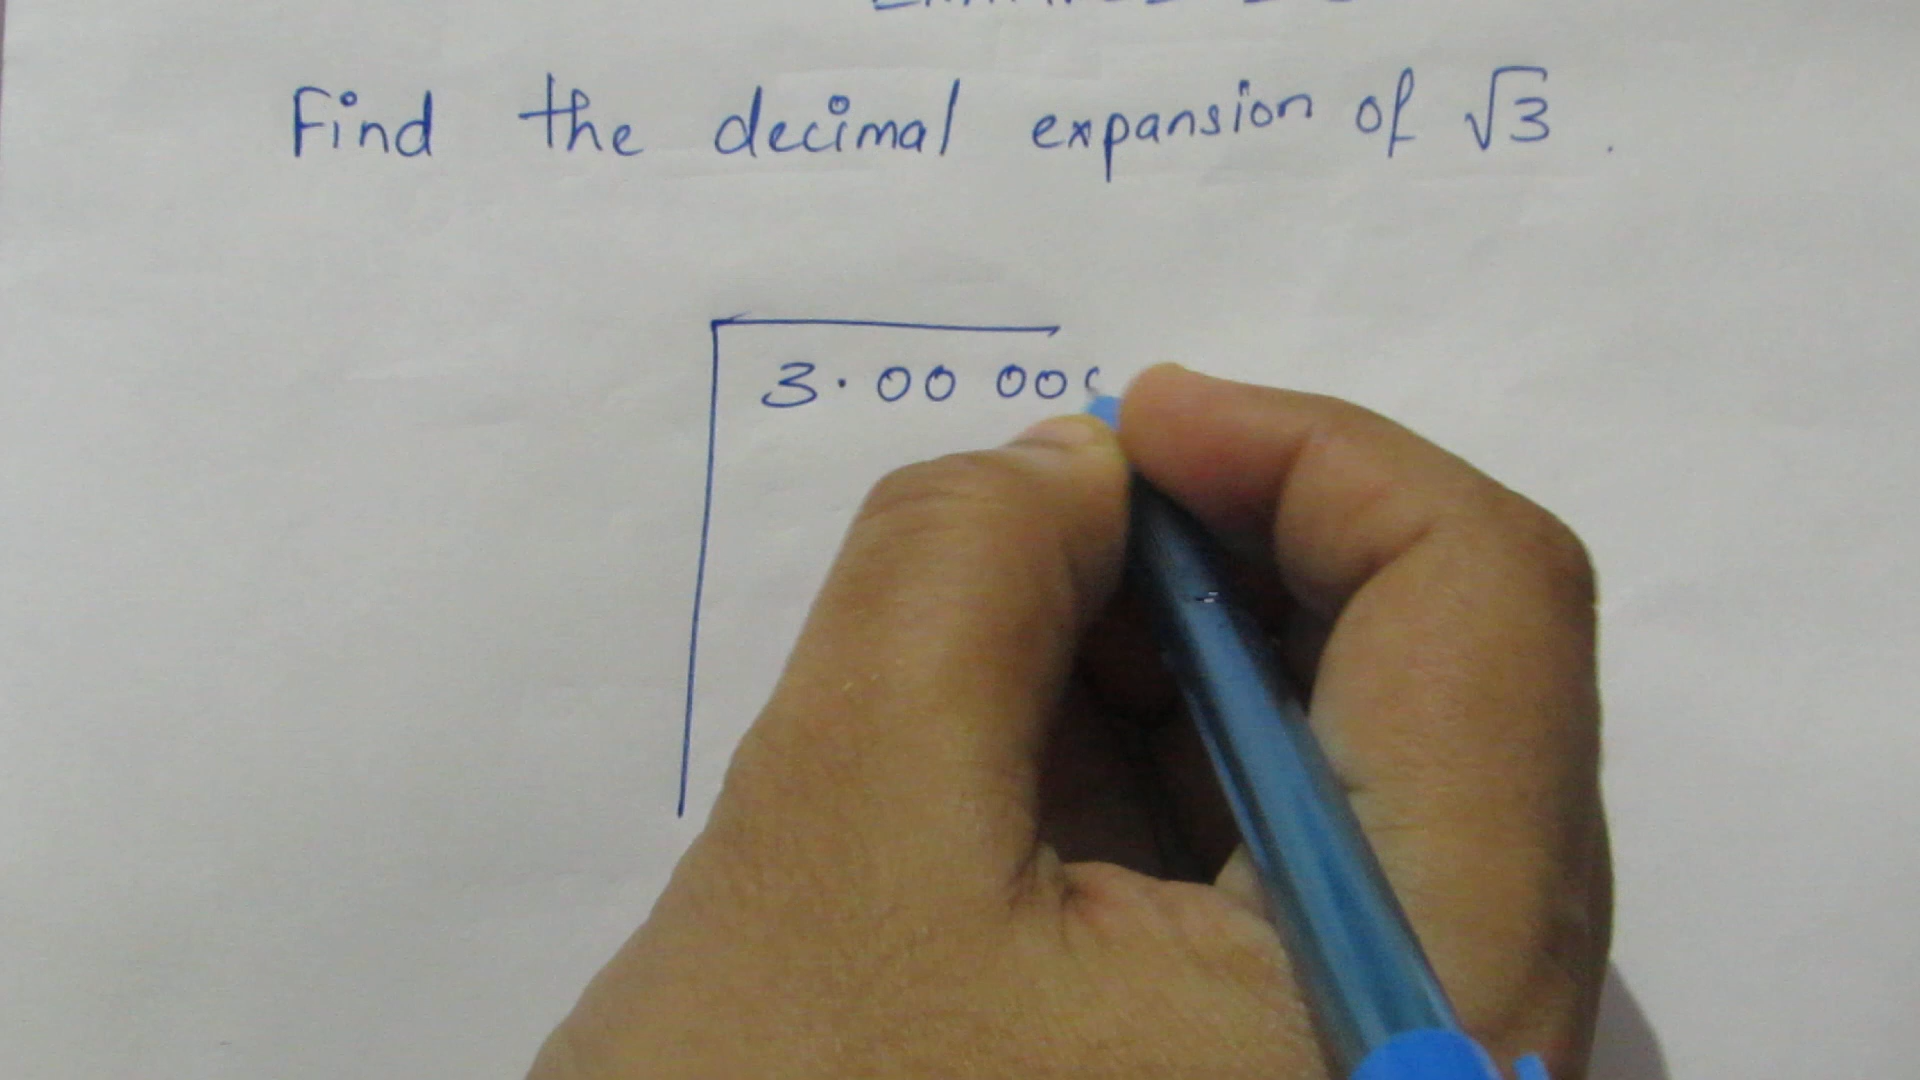 Find the decimal expansion of √3.
3.00 00